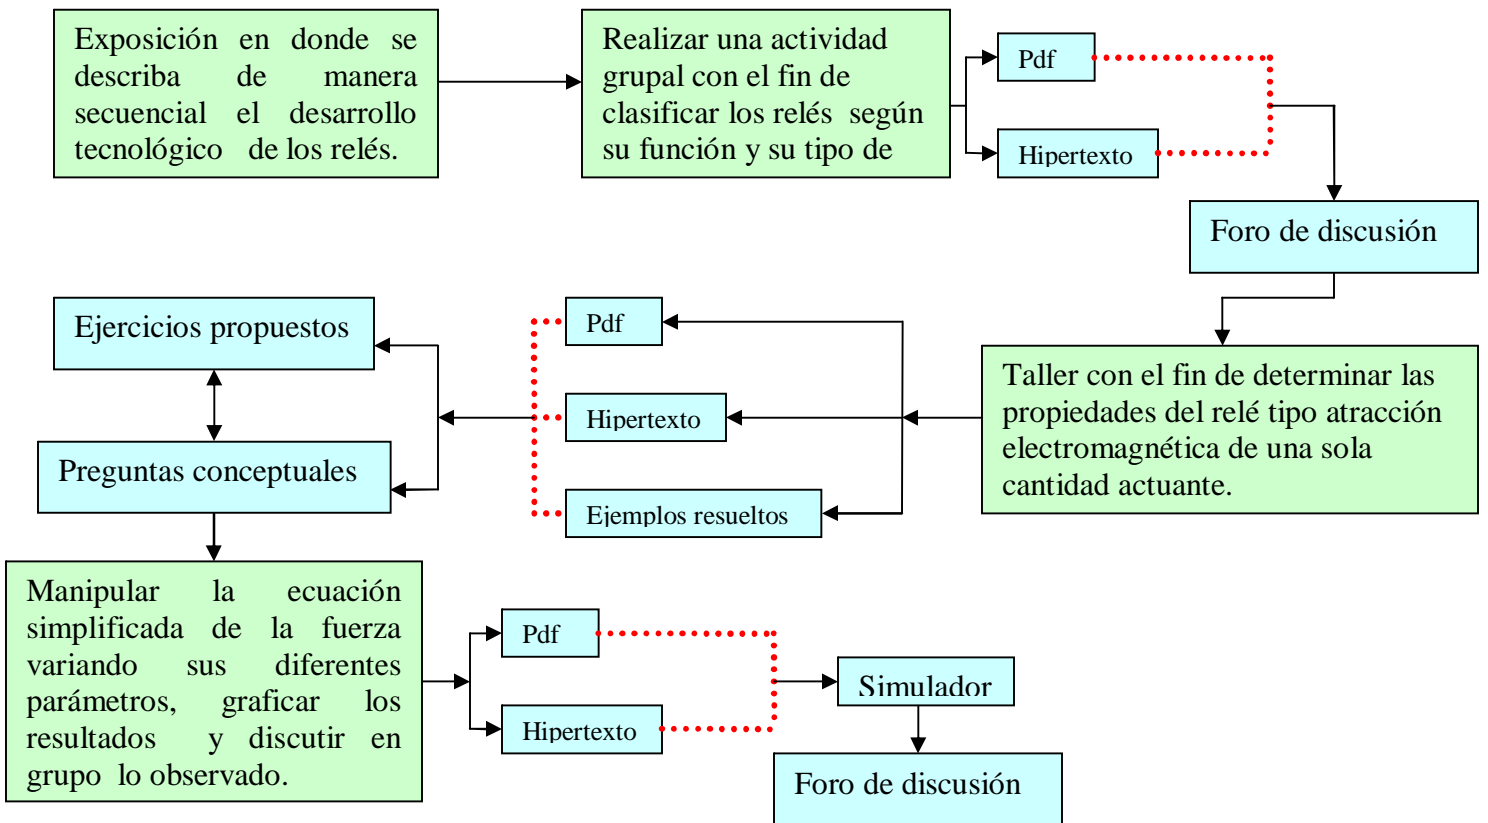 Exposición en donde se
describa de manera
secuencial el desarrollo
tecnológico de los relés.
Realizar una actividad
grupal con el fin de
clasificar los relés según
su función y su tipo de
Pdf
Hipertexto
Foro de discusión
Taller con el fin de determinar las
propiedades del relé tipo atracción
electromagnética de una sola
cantidad actuante.
Pdf
Hipertexto
Ejemplos resueltos
Ejercicios propuestos
Preguntas conceptuales
Manipular la ecuación
simplificada de la fuerza
variando sus diferentes
parámetros, graficar los
resultados y discutir en
grupo lo observado.
Pdf
Hipertexto
Simulador
Foro de discusión